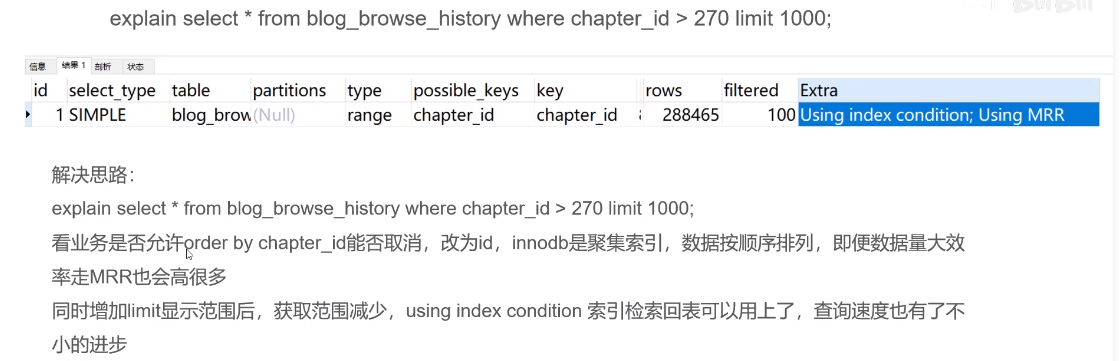 explain select * from blog_browse_history where chapter_id > 270 limit 1000;
信息 结果 1 剖析 状态
id select_type table partitions type possible_keys key rows filtered Extra
1 SIMPLE blog_brow (Null) range chapter_id chapter_id 288465 100 Using index condition; Using MRR
解决思路：
explain select * from blog_browse_history where chapter_id > 270 limit 1000;
看业务是否允许order by chapter_id能否取消，改为id，innodb是聚集索引，数据按顺序排列，即便数据量大效
率走MRR也会高很多
同时增加limit显示范围后，获取范围减少，using index condition 索引检索回表可以用上了，查询速度也有了不
小的进步